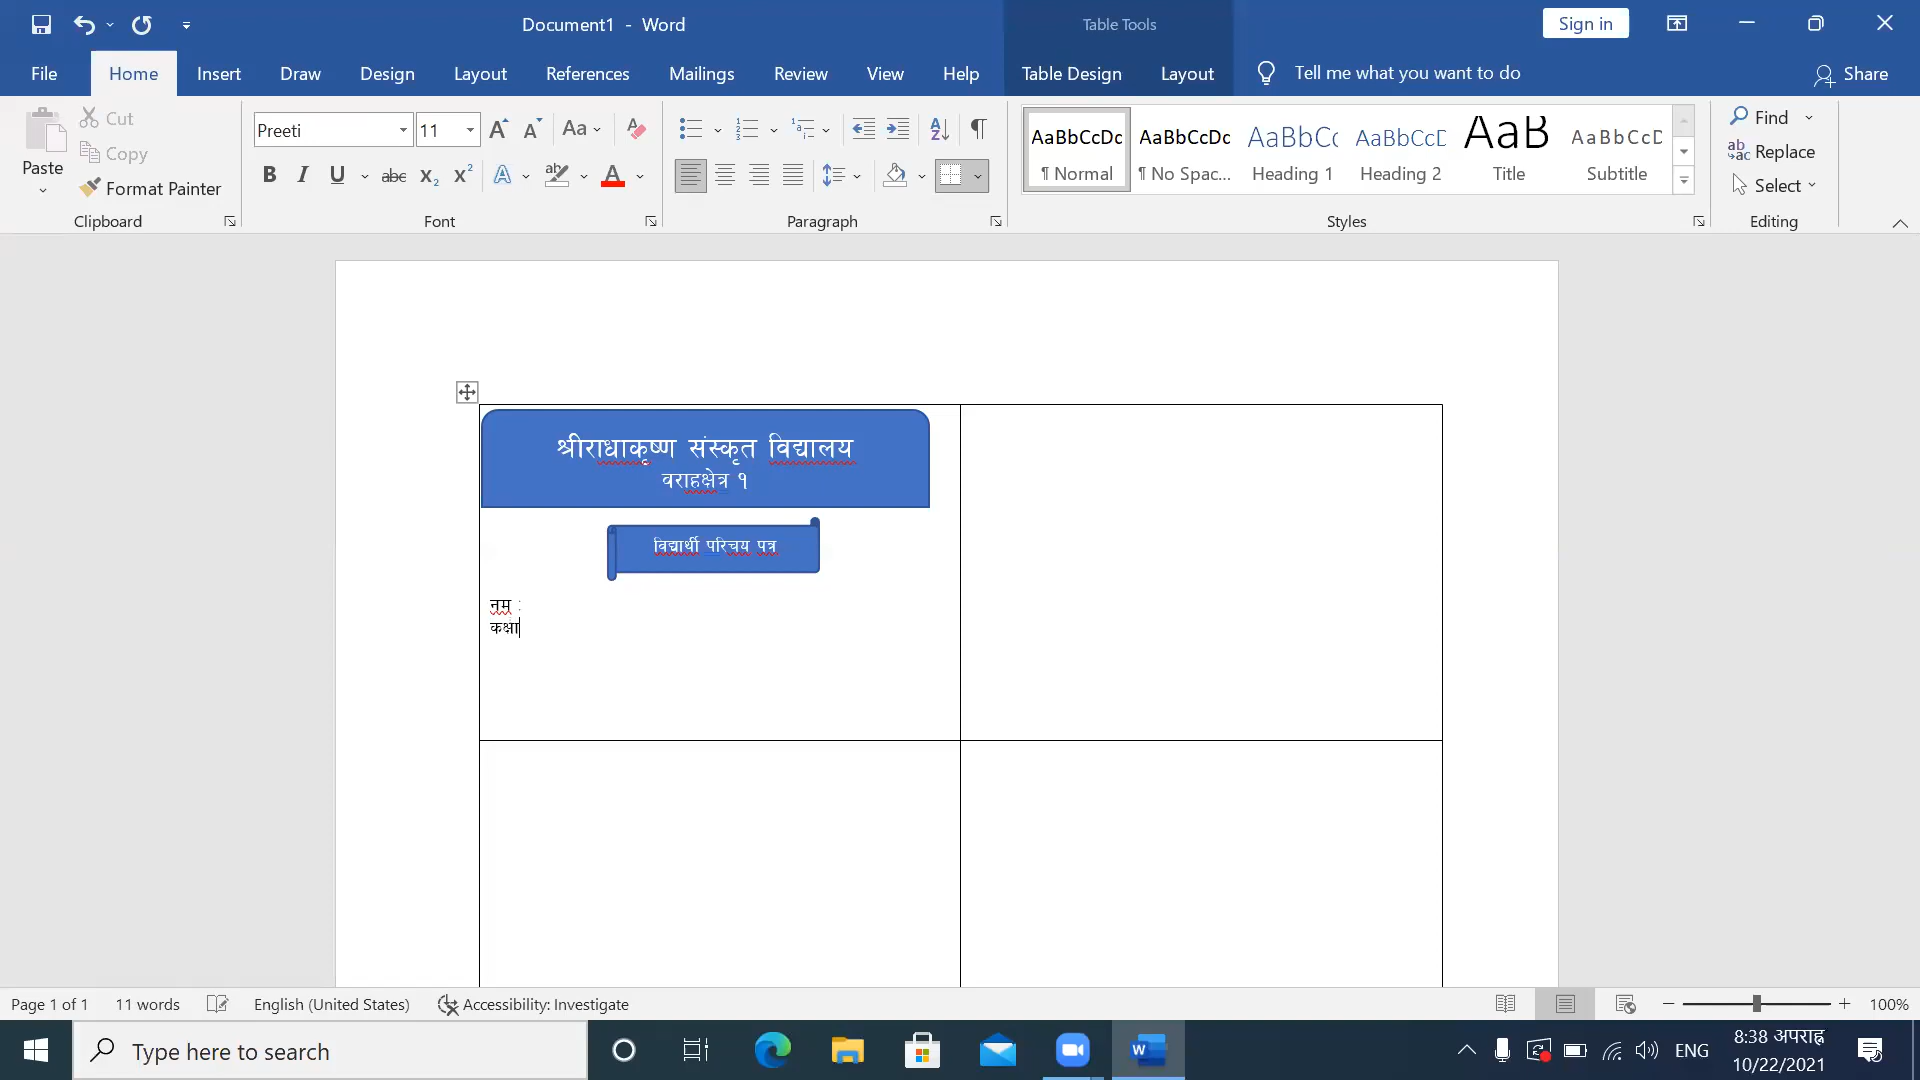 Document1 - Word
Table Tools
Sign in
File
Home
Insert
Draw
Design
Layout
References
Mailings
Review
View
Help
Table Design
Layout
Tell me what you want to do
Share
Paste
Cut
Copy
Format Painter
Clipboard
Preeti
11
Font
Paragraph
AaBbCcDc
¶ Normal
AaBbCcDc
¶ No Spac...
AaBbCc
Heading 1
AaBbCcD
Heading 2
AaB
Title
AaBbCcD
Subtitle
Styles
Find
Replace
Select
Editing
श्रीराधाकृष्ण संस्कृत विद्यालय
वराहक्षेत्र १
विद्यार्थी परिचय पत्र
नम :
कक्षा
Page 1 of 1
11 words
English (United States)
Accessibility: Investigate
100%
Type here to search
ENG
8:38 अपराह्न
10/22/2021